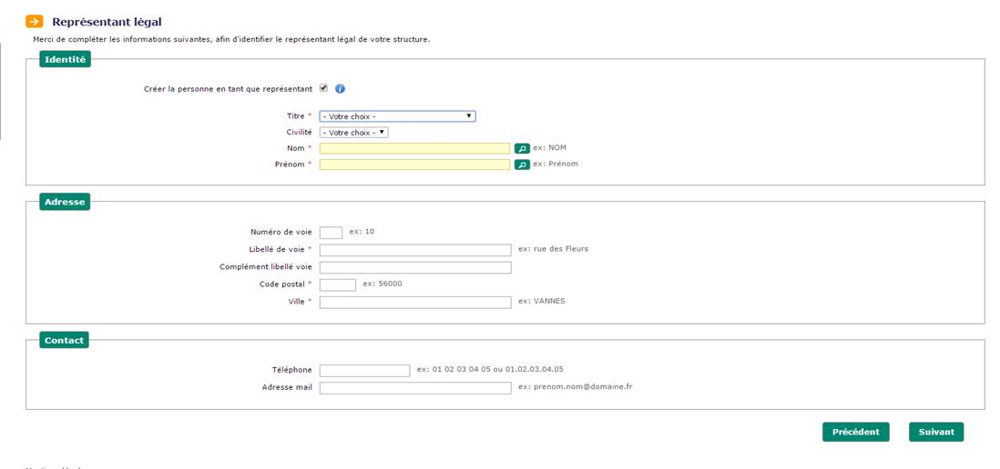 Représentant légal
Merci de compléter les informations suivantes, afin d'identifier le représentant légal de votre structure.
Identité
Créer la personne en tant que représentant
Titre * - Votre choix -
Civilité - Votre choix -
Nom * ex: NOM
Prénom * ex: Prénom
Adresse
Numéro de voie ex: 10
Libellé de voie * ex: rue des Fleurs
Complément libellé voie
Code postal * ex: 56000
Ville * ex: VANNES
Contact
Téléphone ex: 01 02 03 04 05 ou 01.02.03.04.05
Adresse mail ex: prenom.nom@domaine.fr
Précédent Suivant